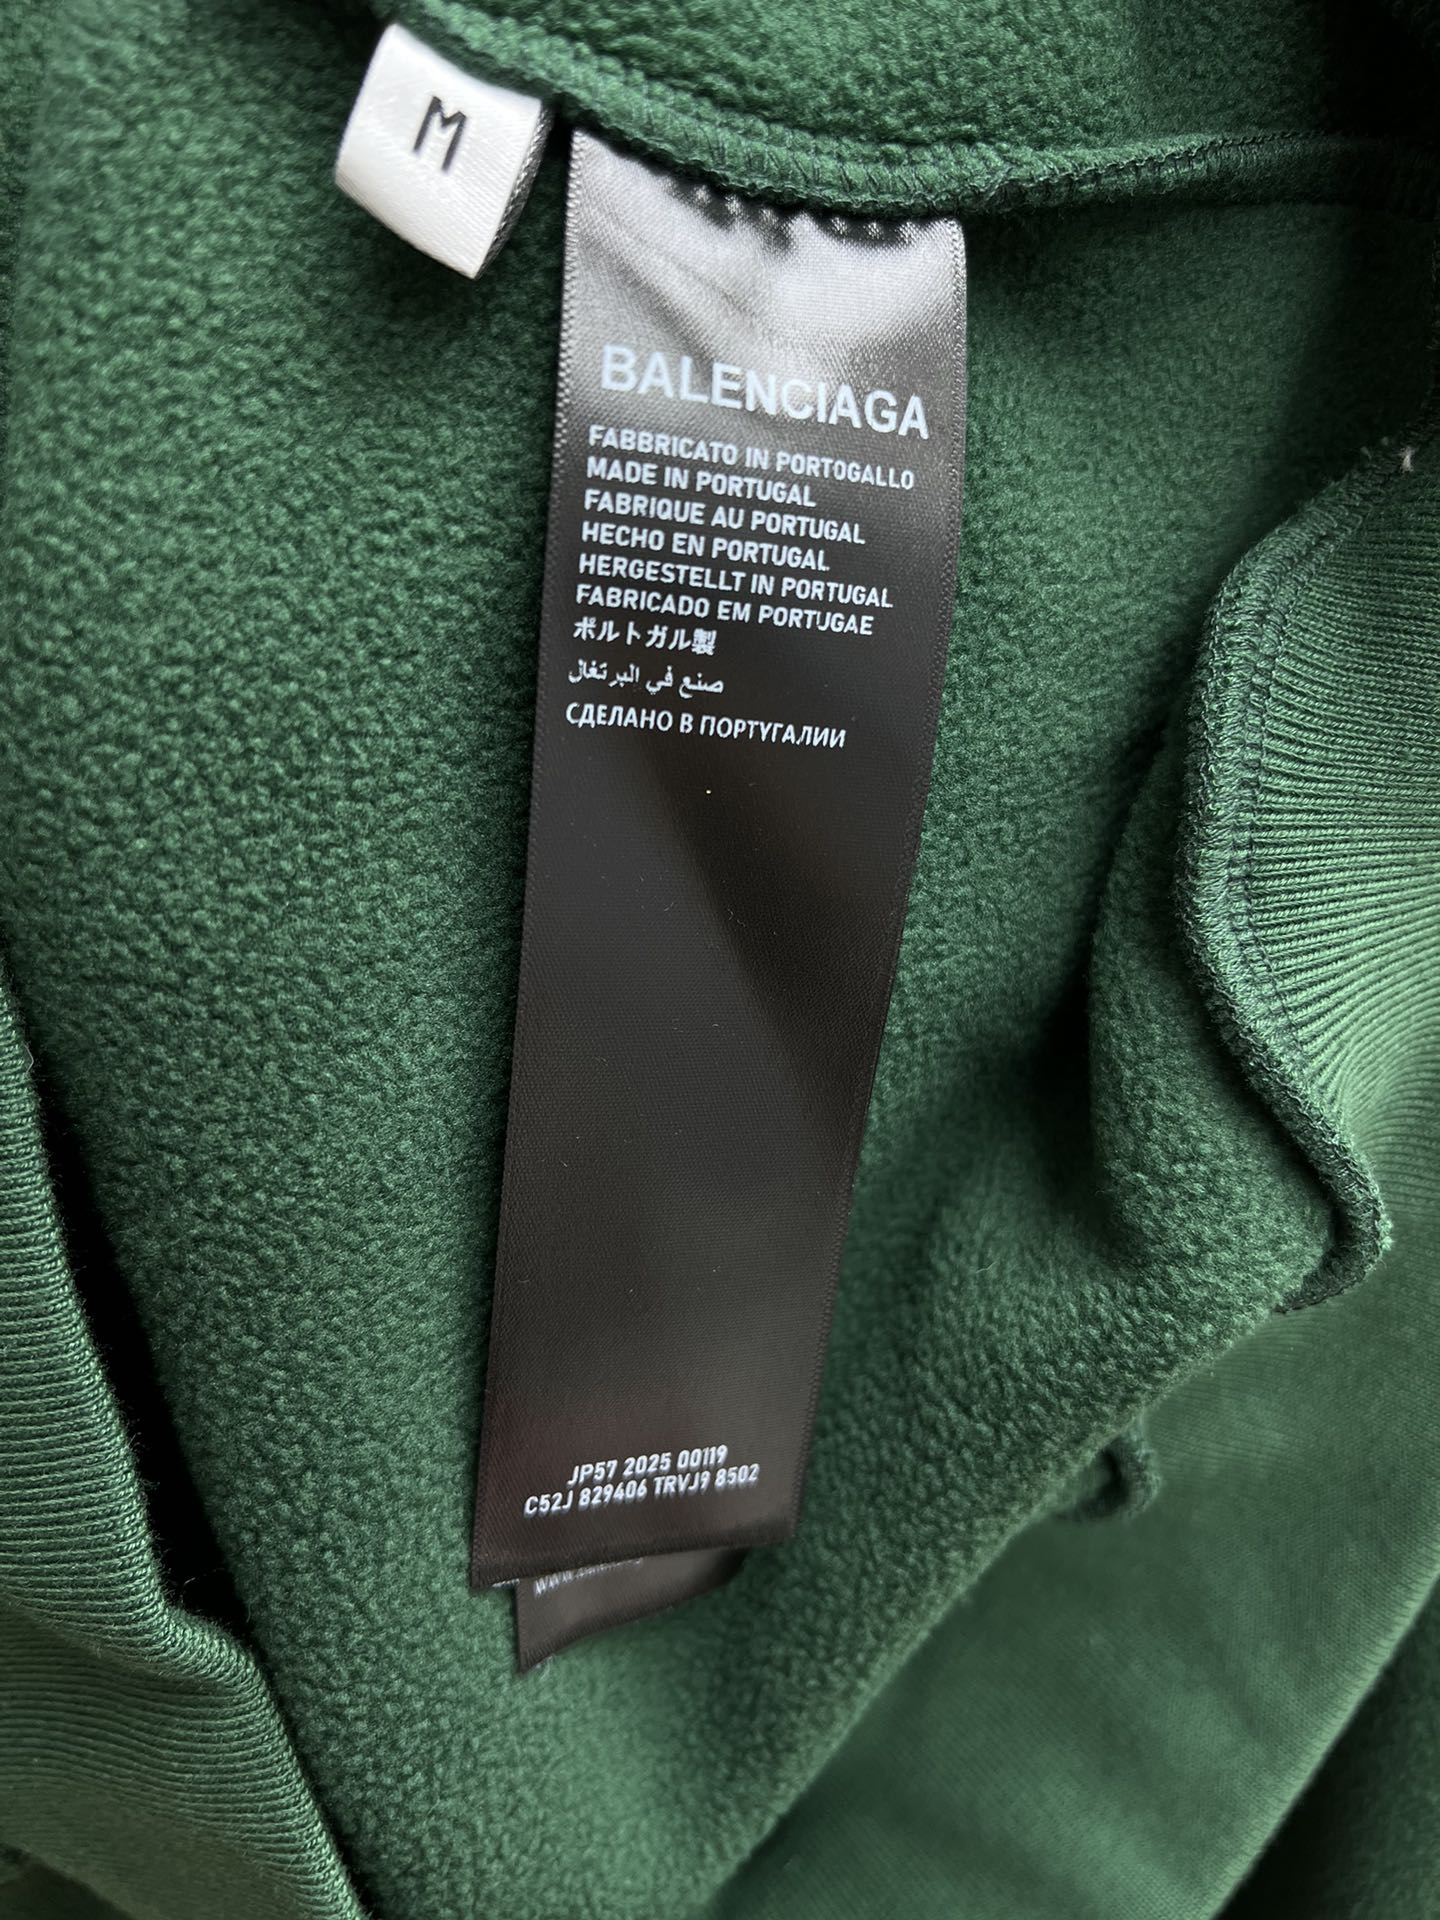 M
BALENCIAGA
FABBRICATO IN PORTOGALLO
MADE IN PORTUGAL
FABRIQUE AU PORTUGAL
HECHO EN PORTUGAL
HERGESTELLT IN PORTUGAL
FABRICADO EM PORTUGAE
ポルトガル製
صنع في البرتغال
СДЕЛАНО В ПОРТУГАЛИИ
JP57 2025 00119
C52J 829406 TRVJ9 8502